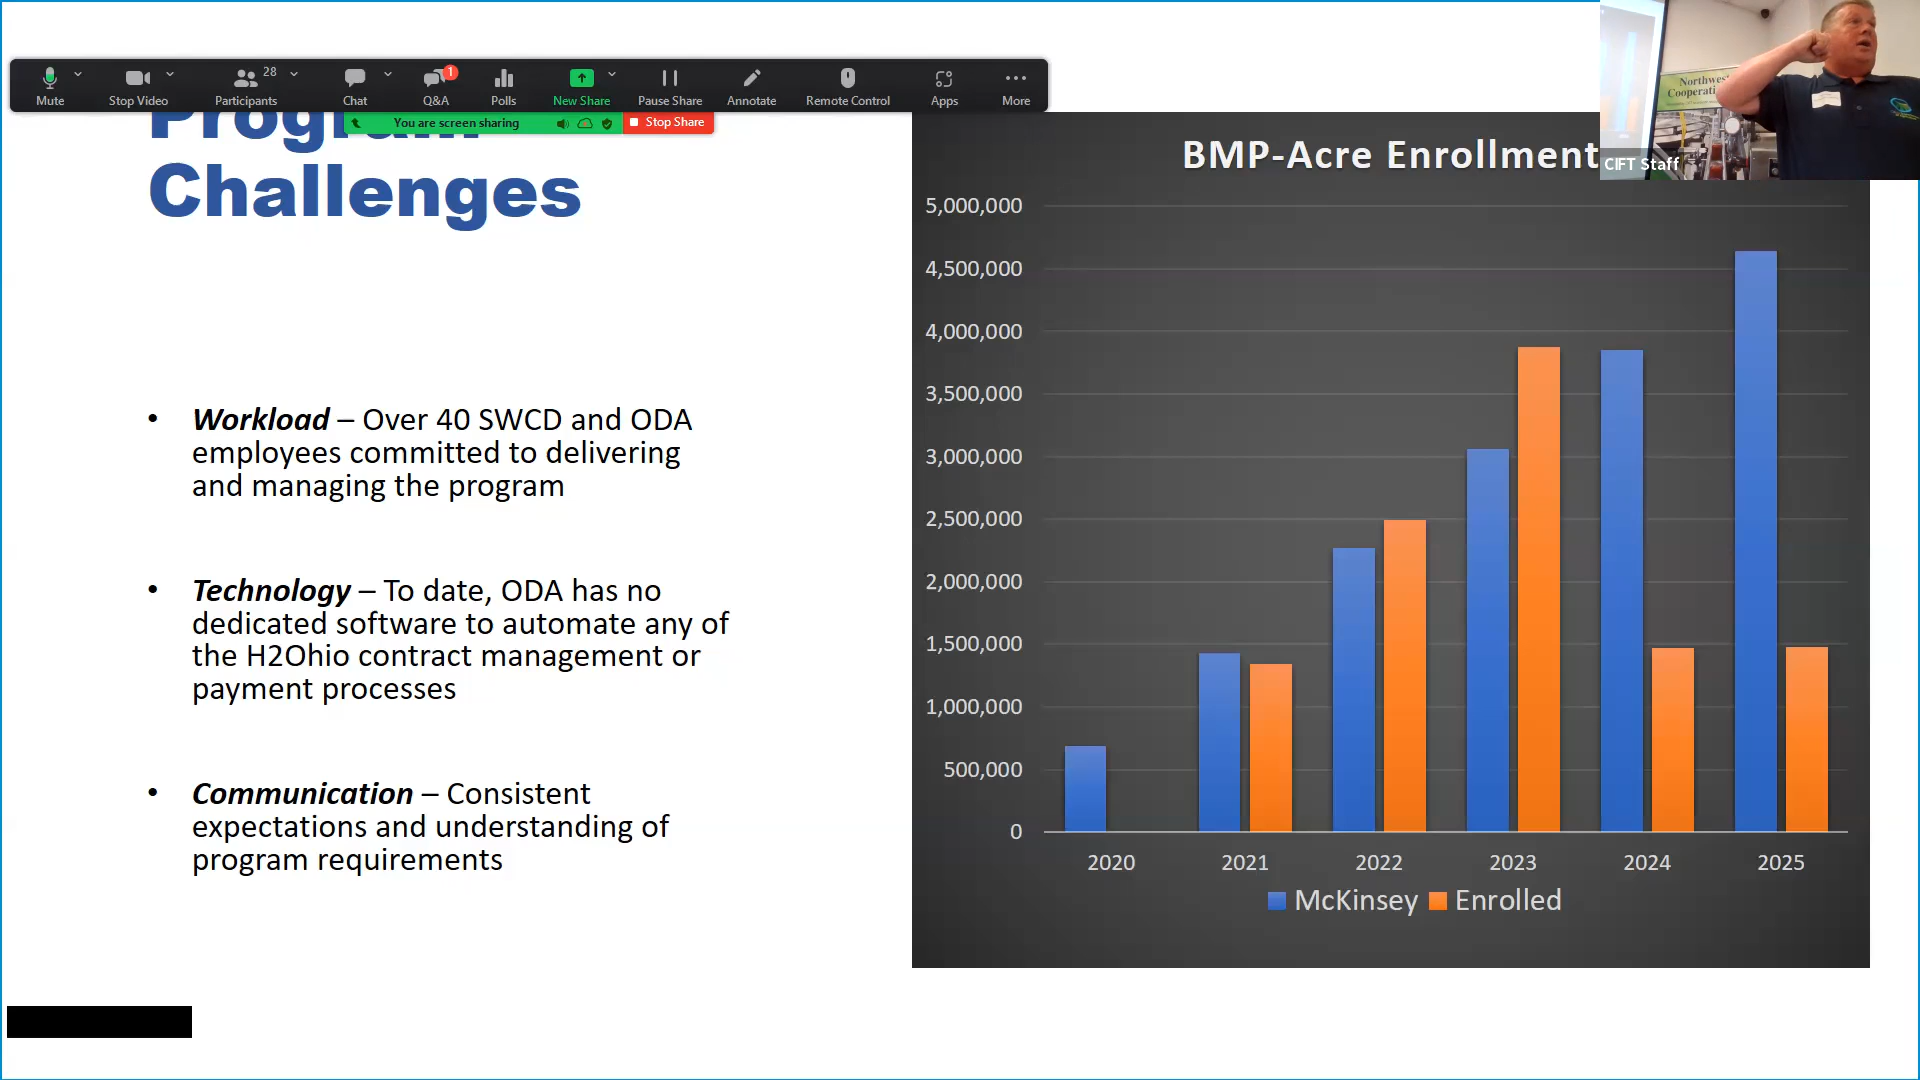 Mute
Stop Video
Participants
28
Chat
Q&A
1
Polls
New Share
Pause Share
Annotate
Remote Control
Apps
More
You are screen sharing
Stop Share
Program
Challenges
• Workload – Over 40 SWCD and ODA
employees committed to delivering
and managing the program
• Technology – To date, ODA has no
dedicated software to automate any of
the H2Ohio contract management or
payment processes
• Communication – Consistent
expectations and understanding of
program requirements
BMP-Acre Enrollment
5,000,000
4,500,000
4,000,000
3,500,000
3,000,000
2,500,000
2,000,000
1,500,000
1,000,000
500,000
0
2020 2021 2022 2023 2024 2025
McKinsey Enrolled
Northwest
CIFT Staff